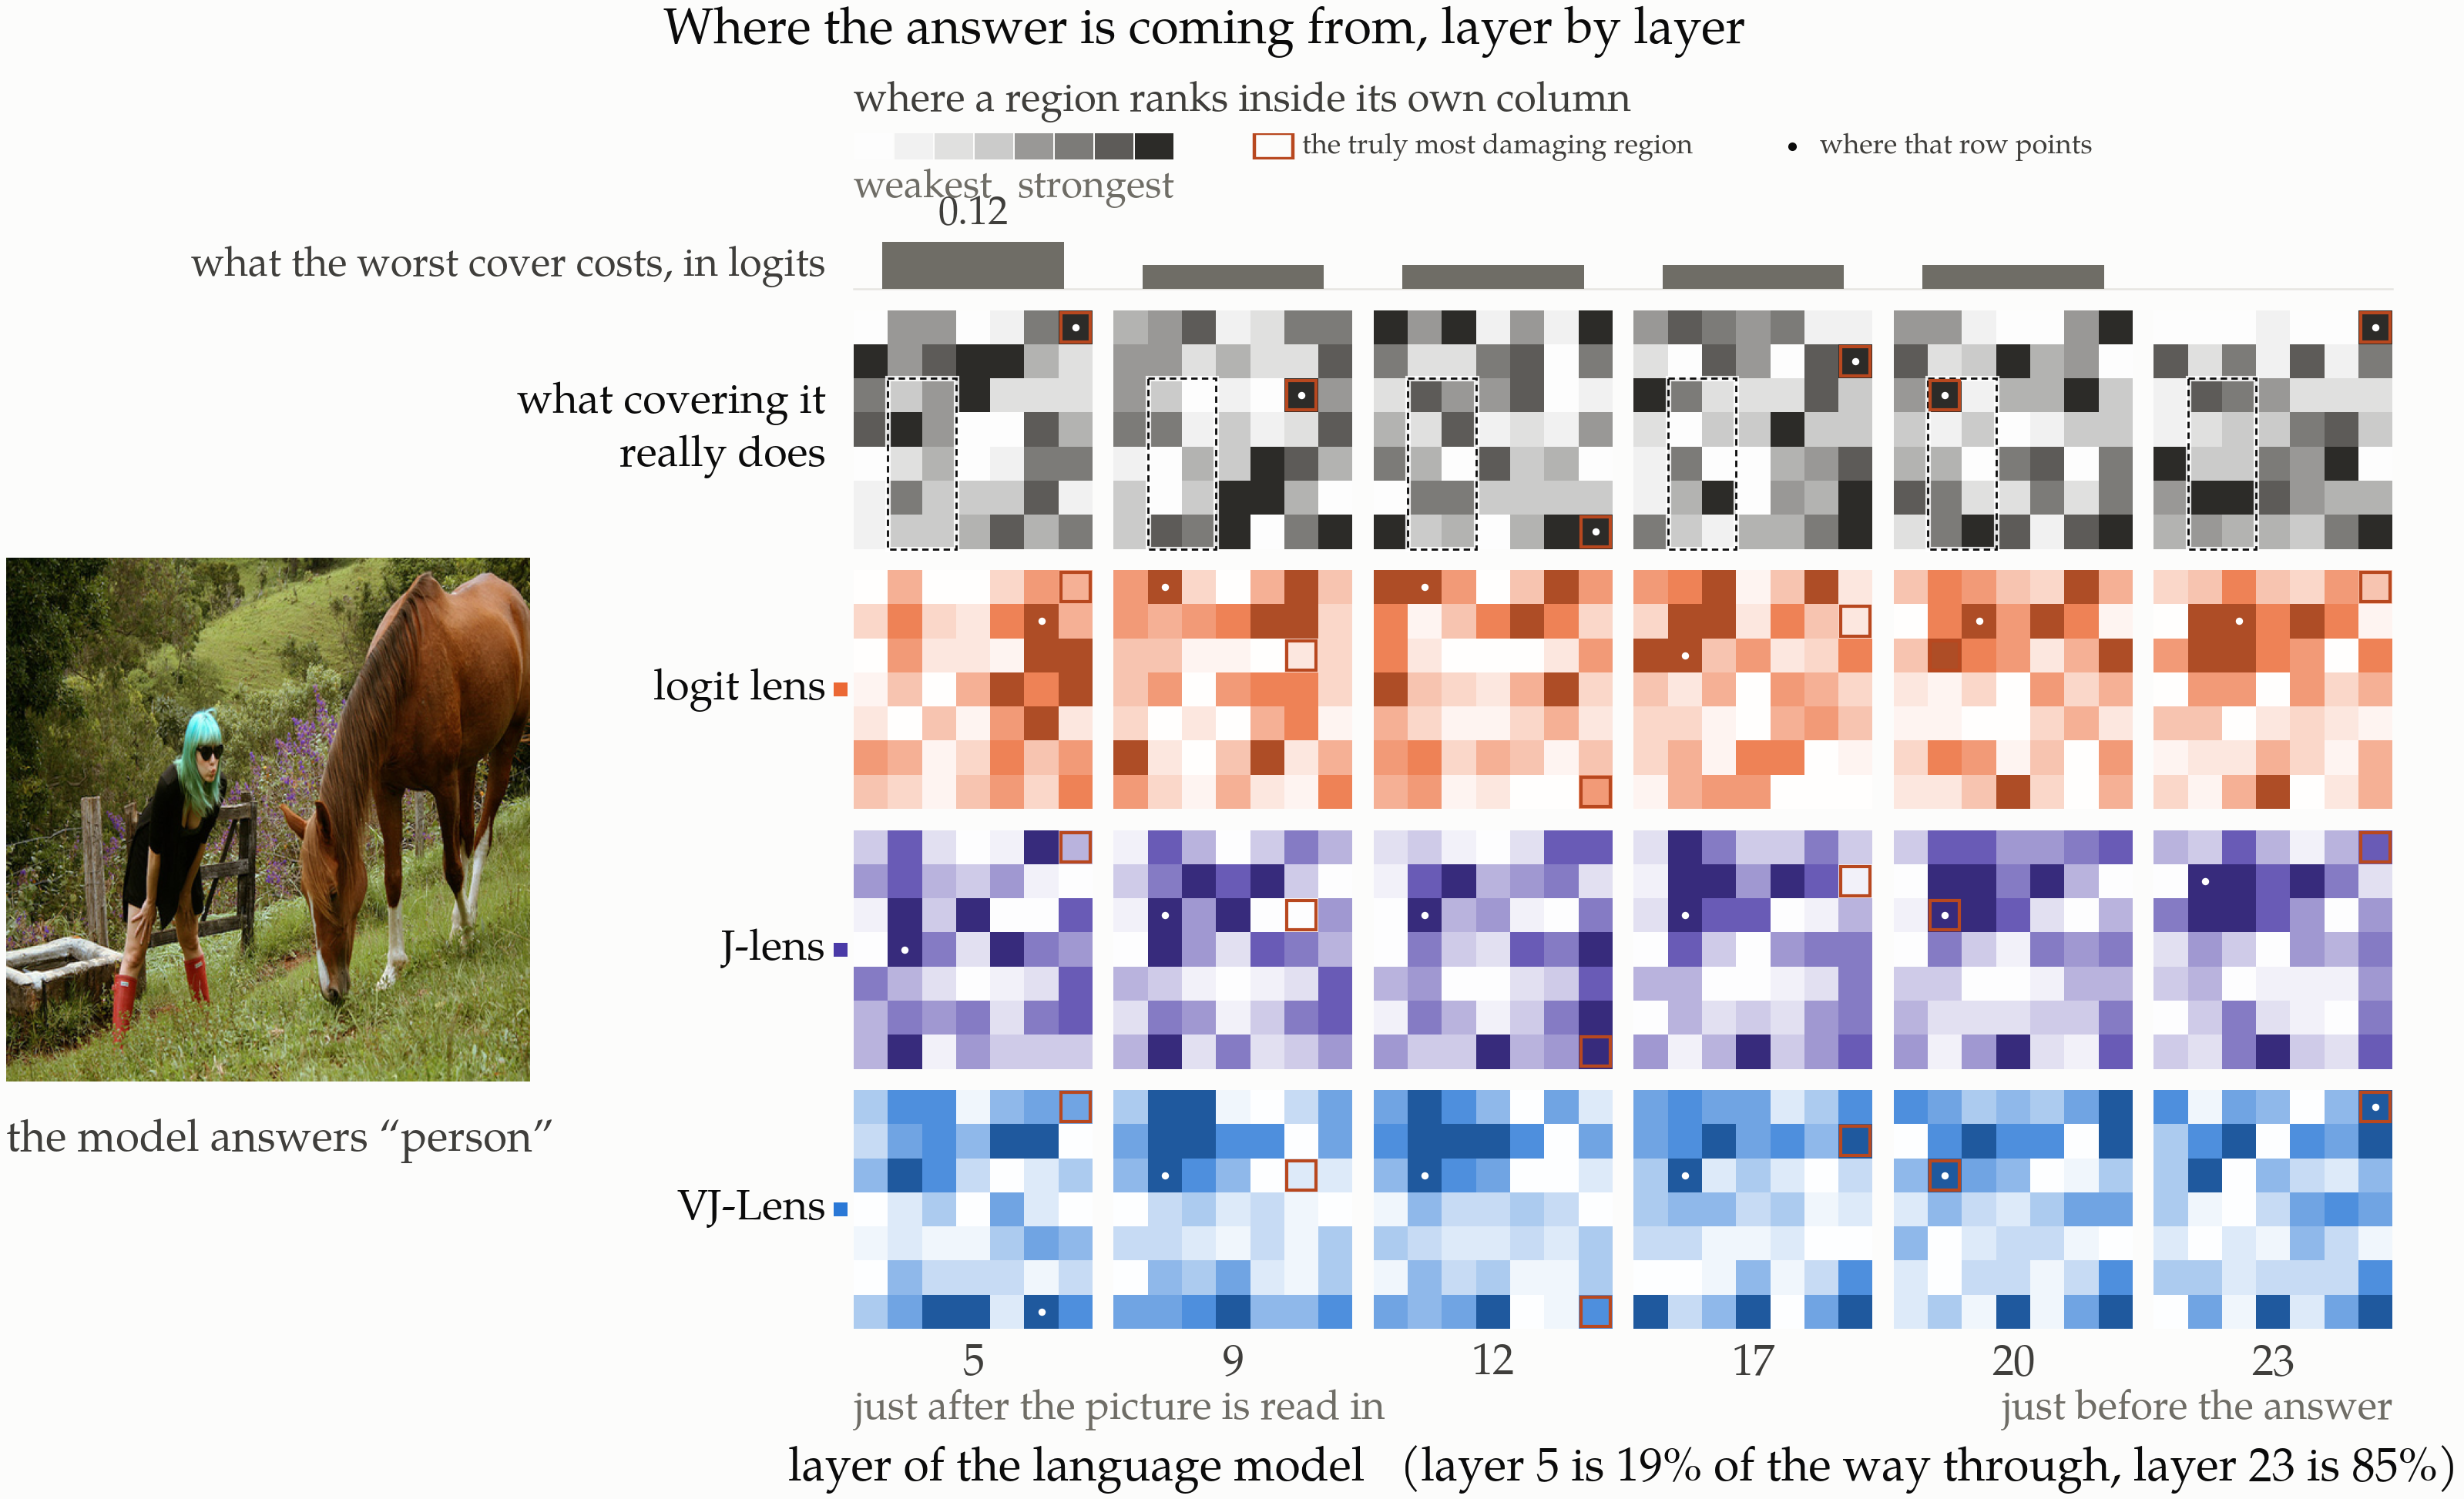 Where the answer is coming from, layer by layer
where a region ranks inside its own column
the truly most damaging region
where that row points
weakest strongest
0.12
what the worst cover costs, in logits
what covering it
really does
logit lens
J-lens
the model answers “person”
VJ-Lens
5 9 12 17 20 23
just after the picture is read in
just before the answer
layer of the language model (layer 5 is 19% of the way through, layer 23 is 85%)